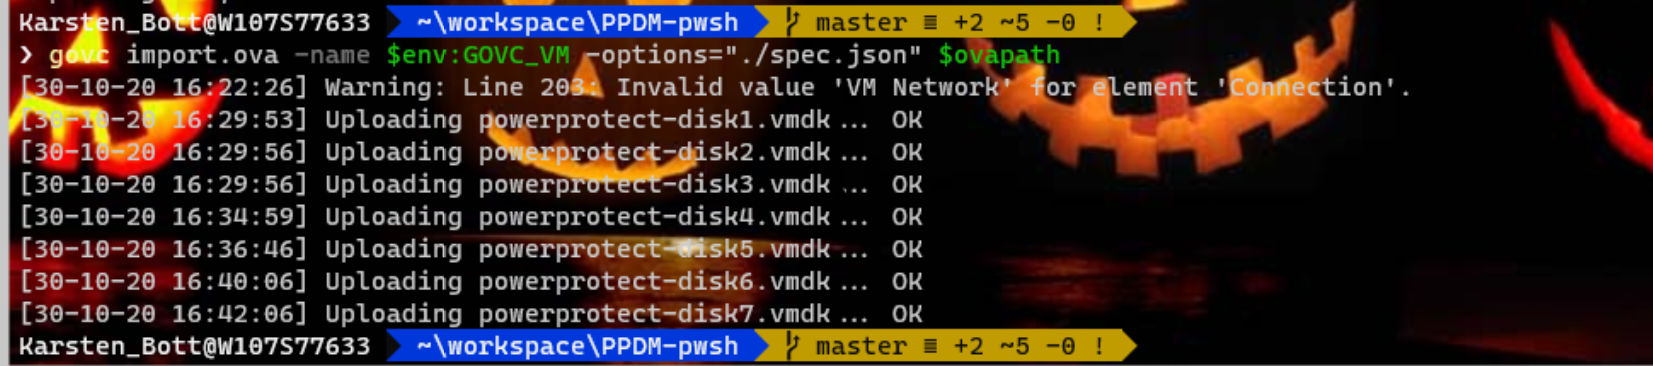 Karsten_Bott@W107S77633 ~\workspace\PPDM-pwsh master ≡ +2 ~5 -0 !
❯ govc import.ova -name $env:GOVC_VM -options="./spec.json" $ovapath
[30-10-20 16:22:26] Warning: Line 203: Invalid value 'VM Network' for element 'Connection'.
[30-10-20 16:29:53] Uploading powerprotect-disk1.vmdk... OK
[30-10-20 16:29:56] Uploading powerprotect-disk2.vmdk... OK
[30-10-20 16:29:56] Uploading powerprotect-disk3.vmdk... OK
[30-10-20 16:34:59] Uploading powerprotect-disk4.vmdk... OK
[30-10-20 16:36:46] Uploading powerprotect-disk5.vmdk... OK
[30-10-20 16:40:06] Uploading powerprotect-disk6.vmdk... OK
[30-10-20 16:42:06] Uploading powerprotect-disk7.vmdk... OK
Karsten_Bott@W107S77633 ~\workspace\PPDM-pwsh master ≡ +2 ~5 -0 !